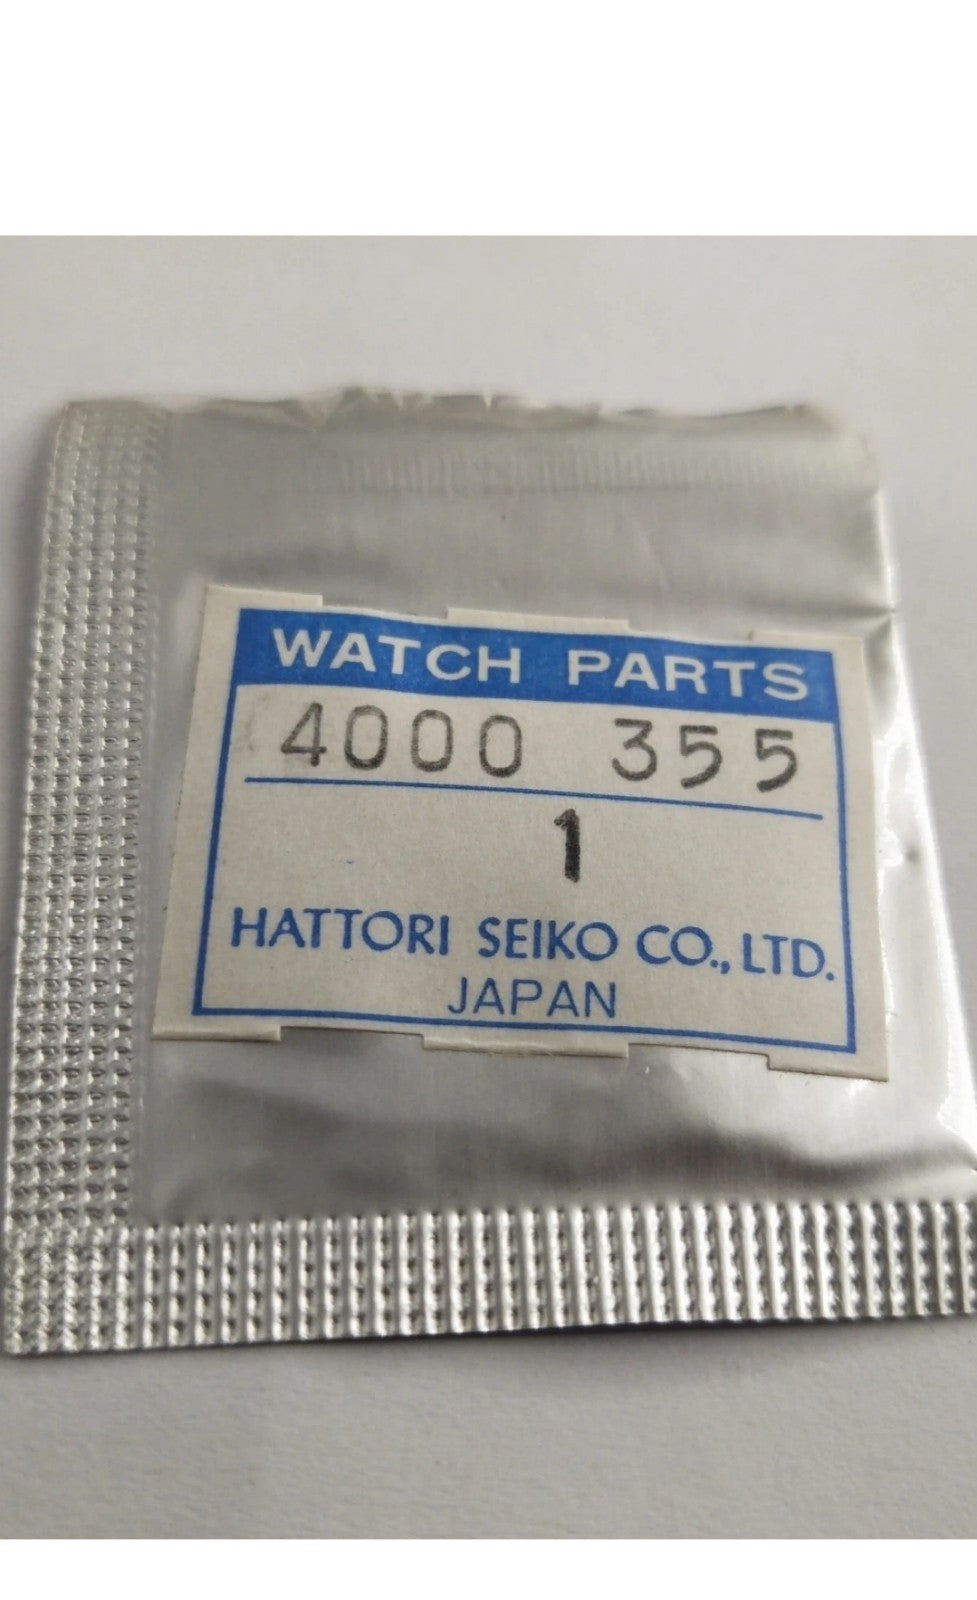 WATCH PARTS
4000 355
1
HATTORI SEIKO CO., LTD.
JAPAN